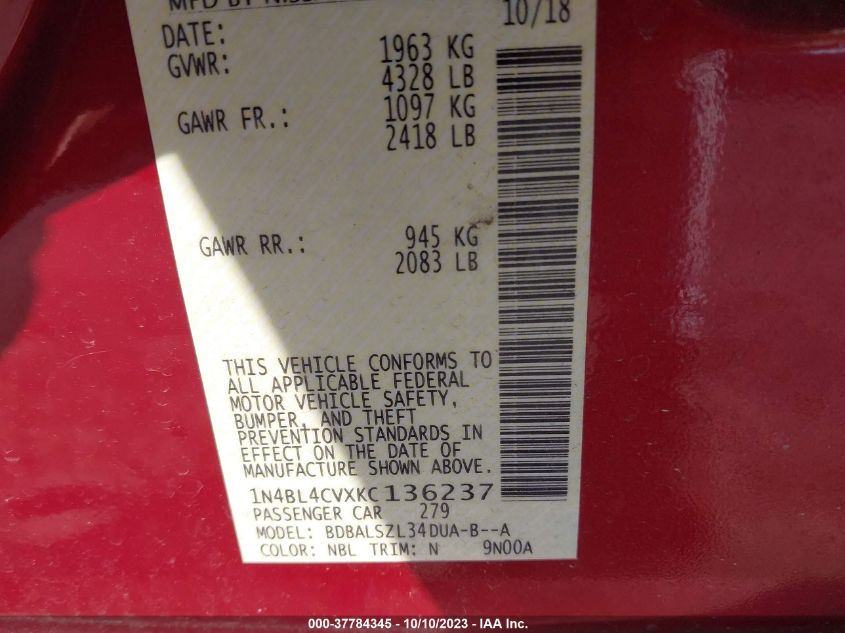 MFD BY
DATE: 10/18
GVWR: 1963 KG
4328 LB
GAWR FR.: 1097 KG
2418 LB
GAWR RR.: 945 KG
2083 LB
THIS VEHICLE CONFORMS TO
ALL APPLICABLE FEDERAL
MOTOR VEHICLE SAFETY,
BUMPER, AND THEFT
PREVENTION STANDARDS IN
EFFECT ON THE DATE OF
MANUFACTURE SHOWN ABOVE.
1N4BL4CVXKC136237
PASSENGER CAR 279
MODEL: BDBALSZL34DUA-B--A
COLOR: NBL TRIM: N 9N00A
000-37784345 - 10/10/2023 - IAA Inc.